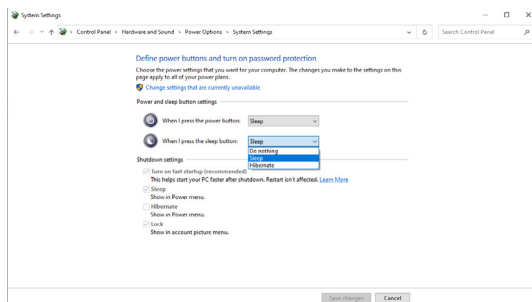 System Settings
Control Panel > Hardware and Sound > Power Options > System Settings
Search Control Panel
Define power buttons and turn on password protection
Choose the power settings that you want for your computer. The changes you make to the settings on this
page apply to all of your power plans.
Change settings that are currently unavailable
Power and sleep button settings
When I press the power button: Sleep
When I press the sleep button: Sleep
Do nothing
Sleep
Hibernate
Shutdown settings
Turn on fast startup (recommended)
This helps start your PC faster after shutdown. Restart isn't affected. Learn More
Sleep
Show in Power menu.
Hibernate
Show in Power menu.
Lock
Show in account picture menu.
Save changes Cancel